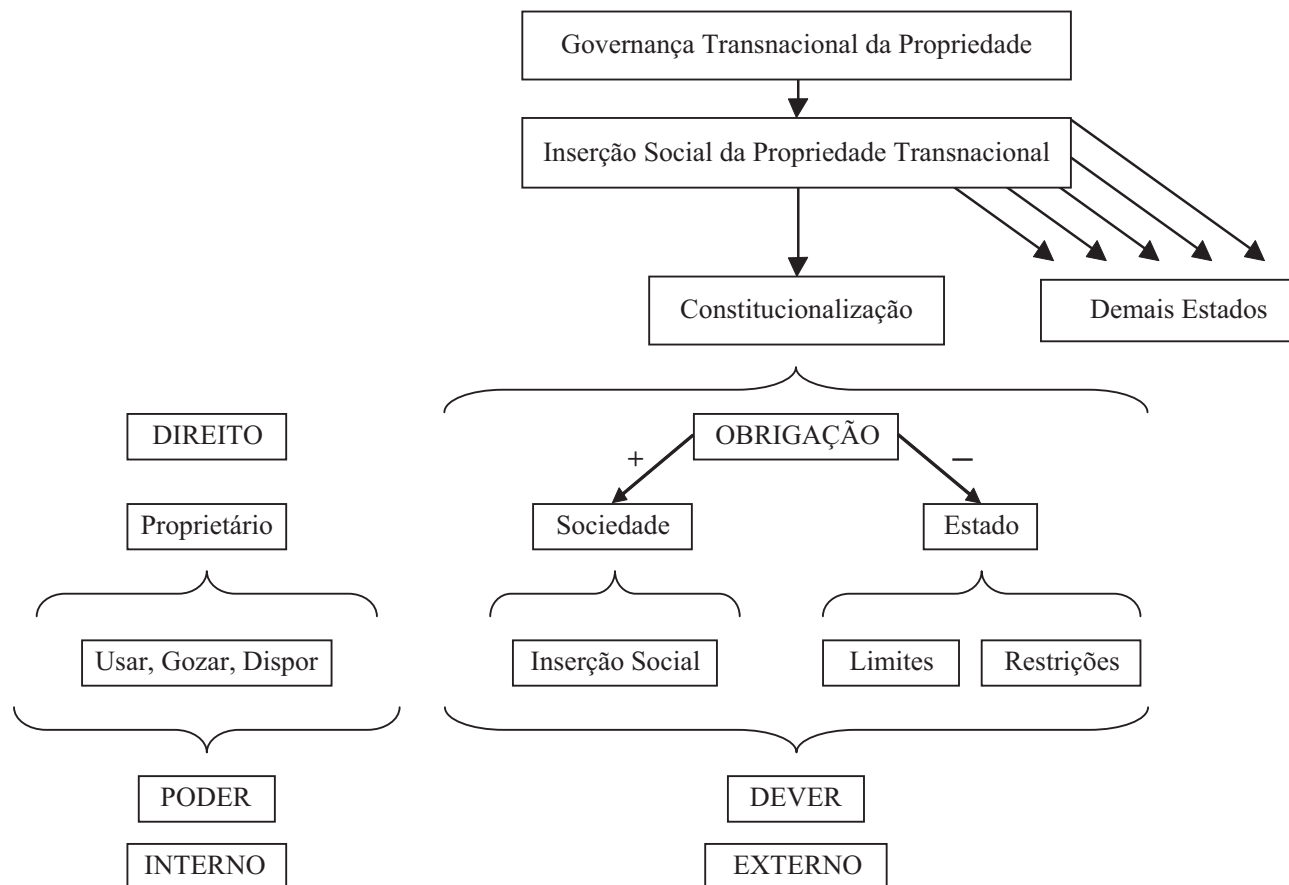 Governança Transnacional da Propriedade
Inserção Social da Propriedade Transnacional
Constitucionalização
Demais Estados
DIREITO
OBRIGAÇÃO
+
–
Proprietário
Sociedade
Estado
Usar, Gozar, Dispor
Inserção Social
Limites
Restrições
PODER
DEVER
INTERNO
EXTERNO